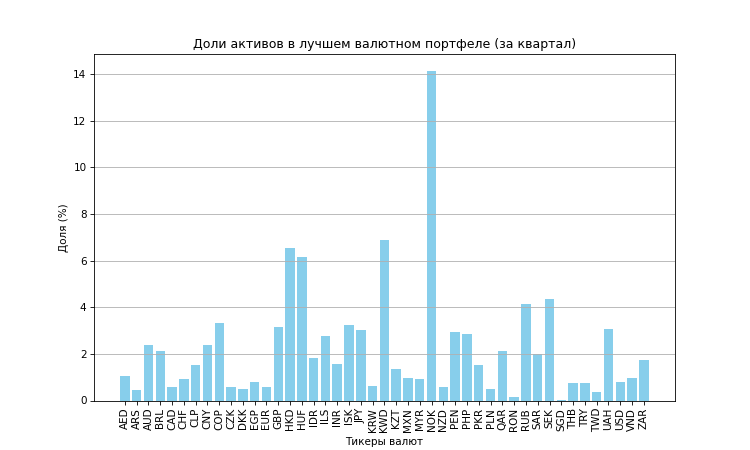 Доли активов в лучшем валютном портфеле (за квартал)
Доля (%)
14
12
10
8
6
4
2
0
AED ARS AUD BRL CAD CHF CLP CNY COP CZK DKK EGP EUR GBP HKD HUF IDR ILS INR ISK JPY KRW KWD KZT MXN MYR NOK NZD PEN PHP PKR PLN QAR RON RUB SAR SEK SGD THB TRY TWD UAH USD VND ZAR
Тикеры валют